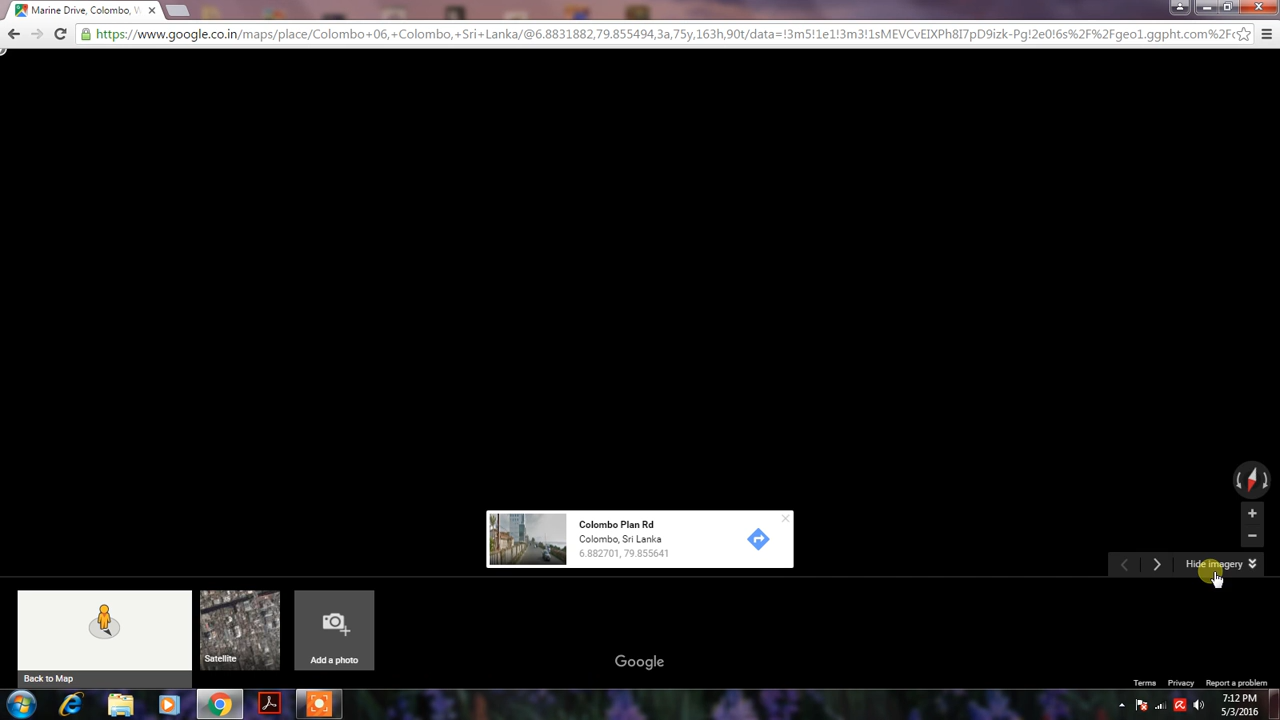 Marine Drive, Colombo, W
https://www.google.co.in/maps/place/Colombo+06,+Colombo,+Sri+Lanka/@6.8831882,79.855494,3a,75y,163h,90t/data=!3m5!1e1!3m3!1sMEVCvEIXPh8I7pD9izk-Pg!2e0!6s%2F%2Fgeo1.ggpht.com%2F
Colombo Plan Rd
Colombo, Sri Lanka
6.882701, 79.855641
Hide imagery
Satellite
Add a photo
Google
Back to Map
Terms Privacy Report a problem
7:12 PM
5/3/2016